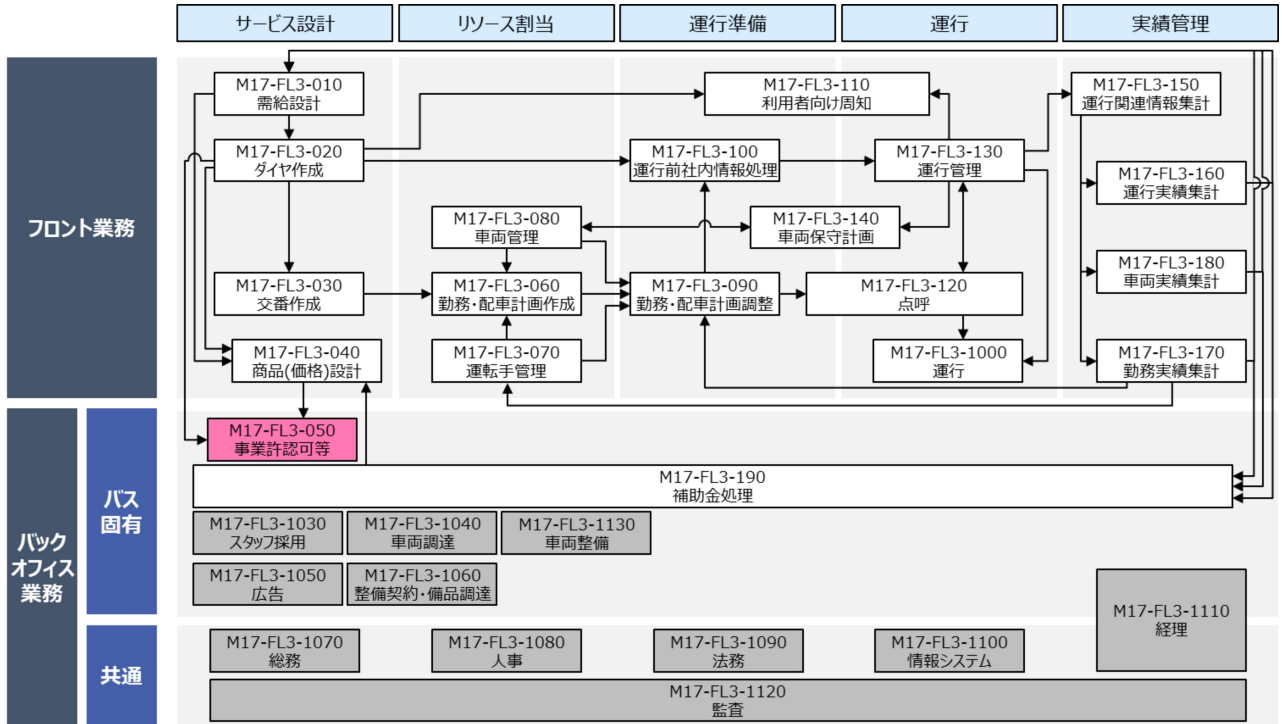 サービス設計
リソース割当
運行準備
運行
実績管理
フロント業務
M17-FL3-010
需給設計
M17-FL3-110
利用者向け周知
M17-FL3-150
運行関連情報集計
M17-FL3-020
ダイヤ作成
M17-FL3-100
運行前社内情報処理
M17-FL3-130
運行管理
M17-FL3-160
運行実績集計
M17-FL3-080
車両管理
M17-FL3-140
車両保守計画
M17-FL3-030
交番作成
M17-FL3-060
勤務・配車計画作成
M17-FL3-090
勤務・配車計画調整
M17-FL3-120
点呼
M17-FL3-180
車両実績集計
M17-FL3-040
商品(価格)設計
M17-FL3-070
運転手管理
M17-FL3-1000
運行
M17-FL3-170
勤務実績集計
バック
オフィス
業務
バス
固有
M17-FL3-050
事業許認可等
M17-FL3-190
補助金処理
M17-FL3-1030
スタッフ採用
M17-FL3-1040
車両調達
M17-FL3-1130
車両整備
M17-FL3-1050
広告
M17-FL3-1060
整備契約・備品調達
M17-FL3-1110
経理
共通
M17-FL3-1070
総務
M17-FL3-1080
人事
M17-FL3-1090
法務
M17-FL3-1100
情報システム
M17-FL3-1120
監査